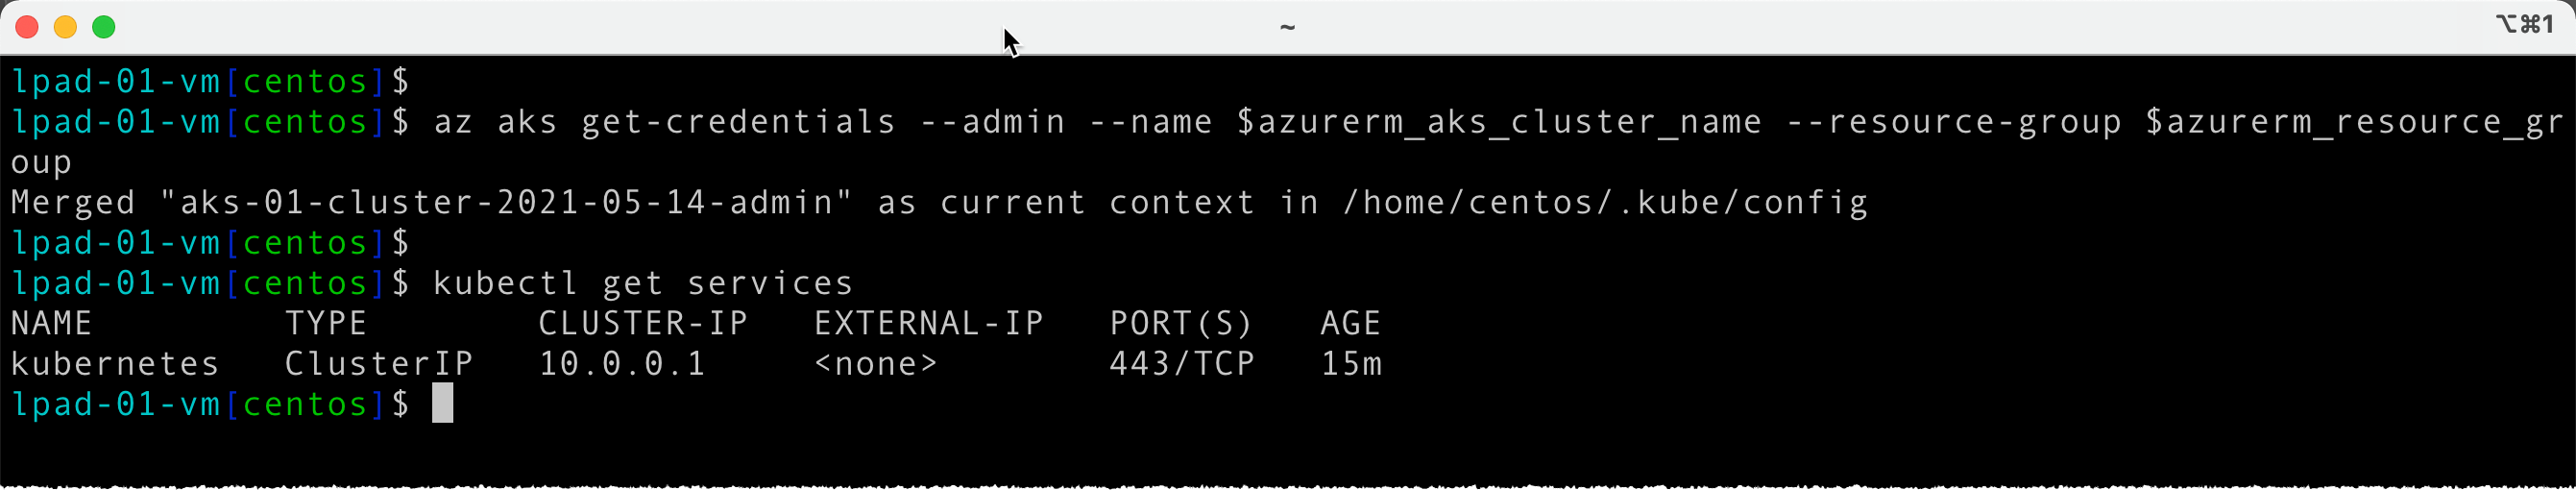 ~ ⌥⌘1
lpad-01-vm[centos]$
lpad-01-vm[centos]$ az aks get-credentials --admin --name $azurerm_aks_cluster_name --resource-group $azurerm_resource_gr
oup
Merged "aks-01-cluster-2021-05-14-admin" as current context in /home/centos/.kube/config
lpad-01-vm[centos]$
lpad-01-vm[centos]$ kubectl get services
NAME         TYPE        CLUSTER-IP   EXTERNAL-IP   PORT(S)   AGE
kubernetes   ClusterIP   10.0.0.1     <none>        443/TCP   15m
lpad-01-vm[centos]$